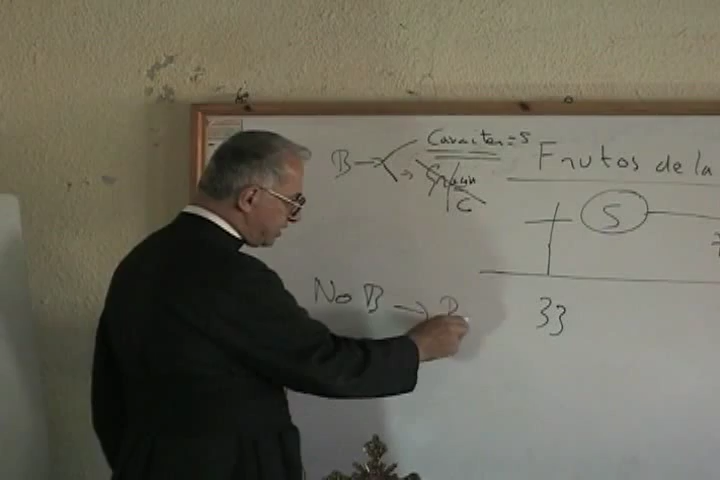 B → Caracter = S
Gracia
C
Frutos de la
S
No B → B
33